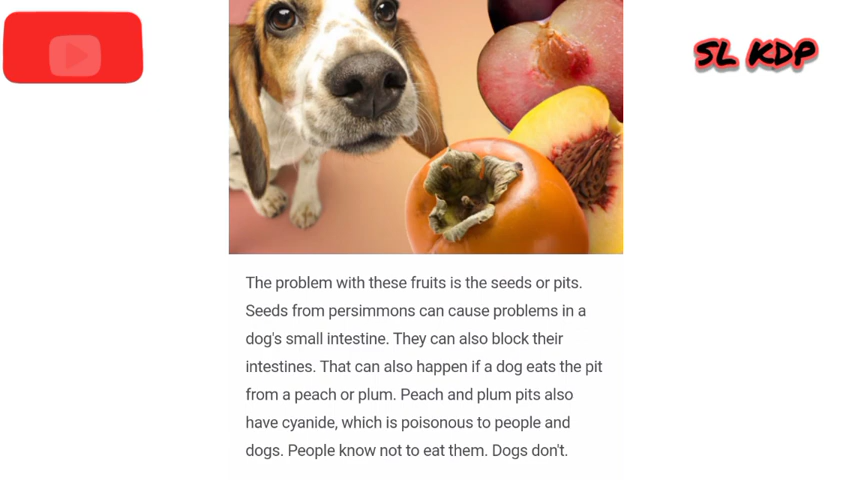 SL KDP
The problem with these fruits is the seeds or pits.
Seeds from persimmons can cause problems in a
dog's small intestine. They can also block their
intestines. That can also happen if a dog eats the pit
from a peach or plum. Peach and plum pits also
have cyanide, which is poisonous to people and
dogs. People know not to eat them. Dogs don't.